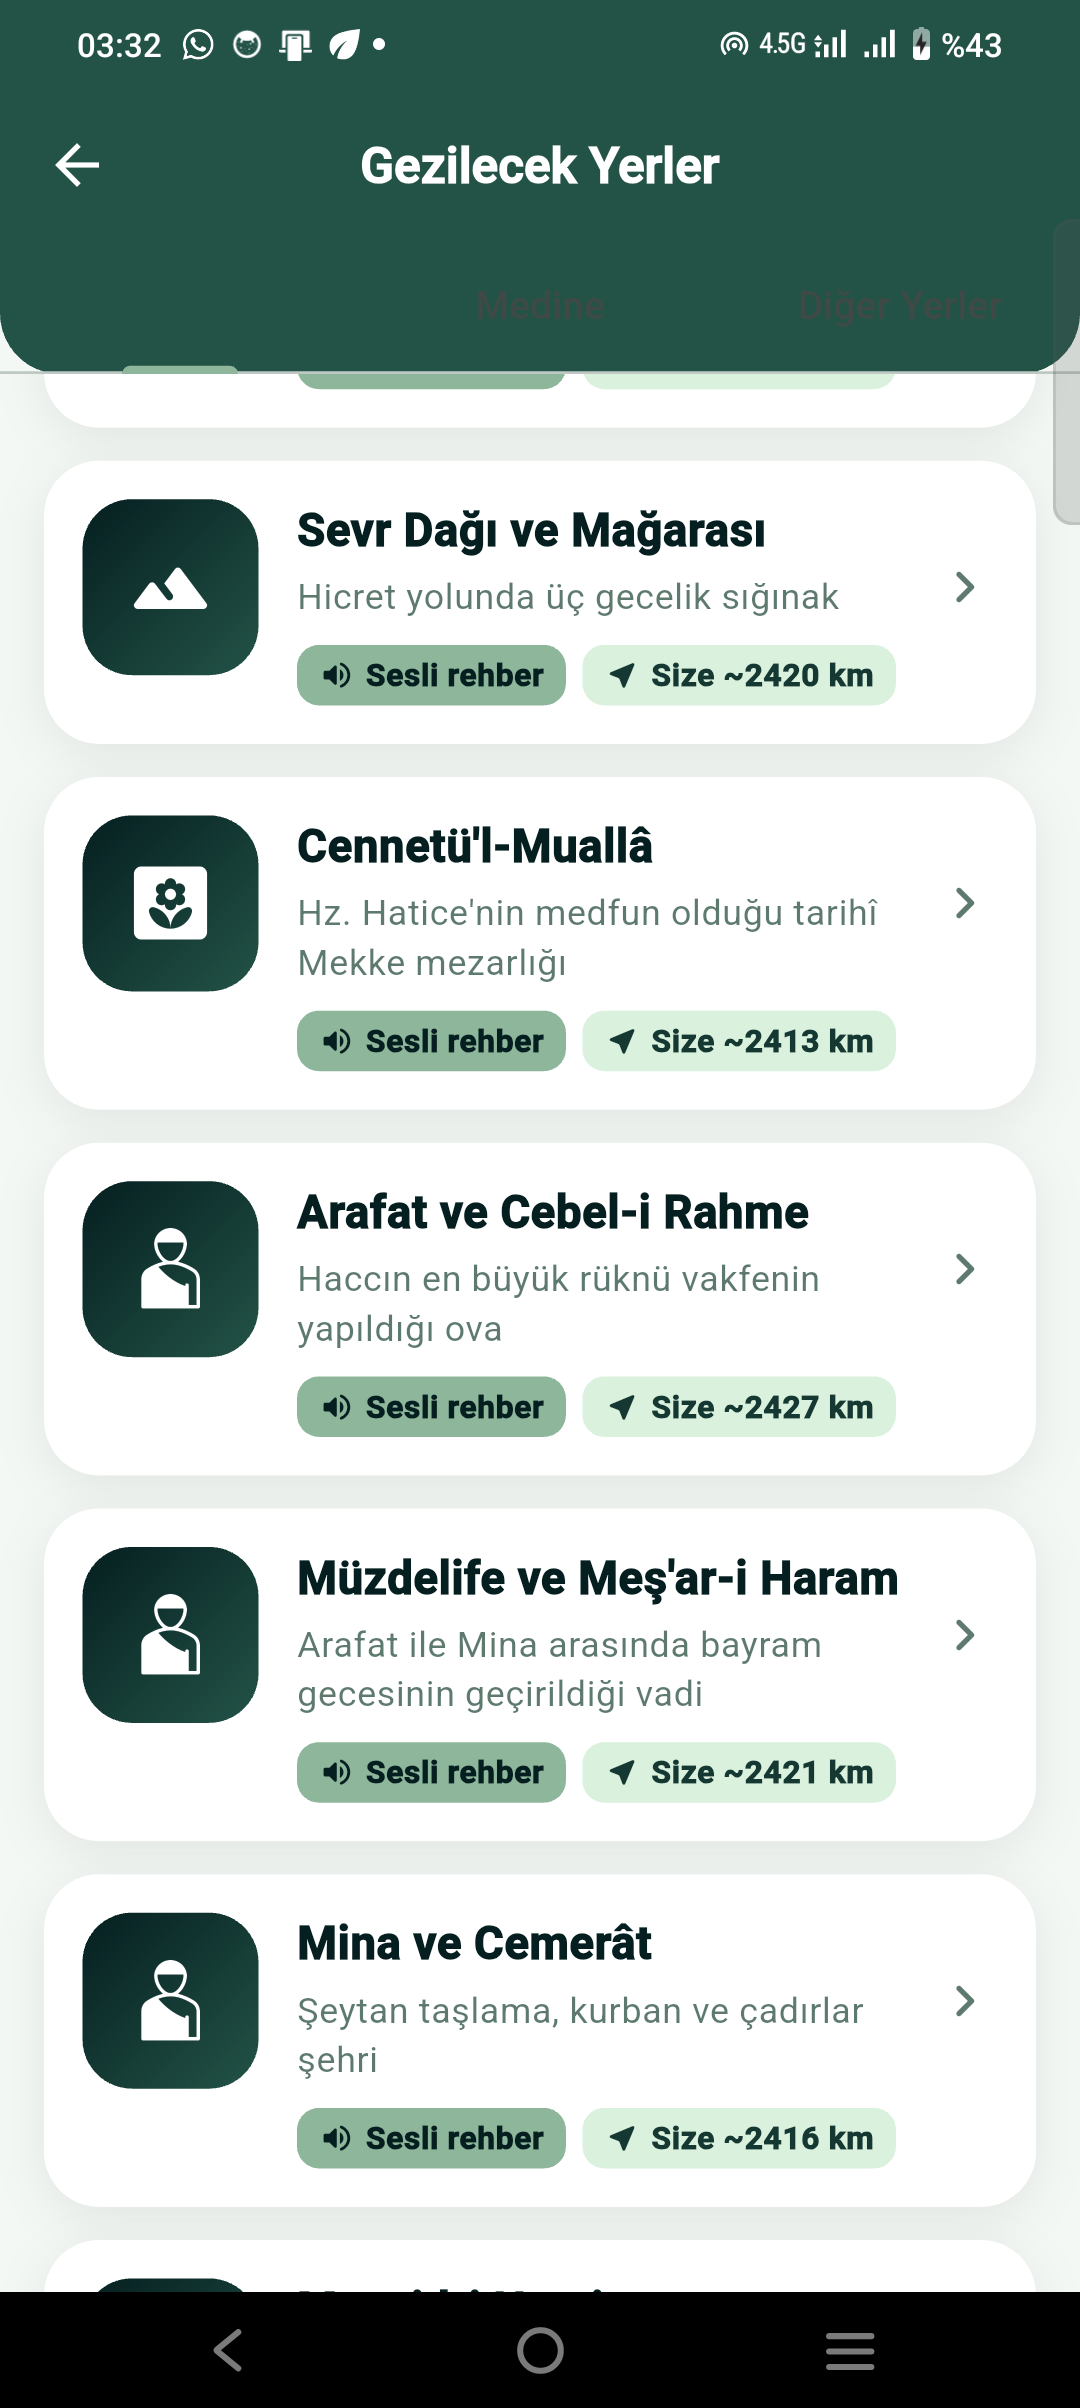 03:32
4.5G
%43
Gezilecek Yerler
Medine
Diğer Yerler
Sevr Dağı ve Mağarası
Hicret yolunda üç gecelik sığınak
Sesli rehber
Size ~2420 km
Cennetü'l-Muallâ
Hz. Hatice'nin medfun olduğu tarihî
Mekke mezarlığı
Sesli rehber
Size ~2413 km
Arafat ve Cebel-i Rahme
Haccın en büyük rüknü vakfenin
yapıldığı ova
Sesli rehber
Size ~2427 km
Müzdelife ve Meş'ar-i Haram
Arafat ile Mina arasında bayram
gecesinin geçirildiği vadi
Sesli rehber
Size ~2421 km
Mina ve Cemerât
Şeytan taşlama, kurban ve çadırlar
şehri
Sesli rehber
Size ~2416 km